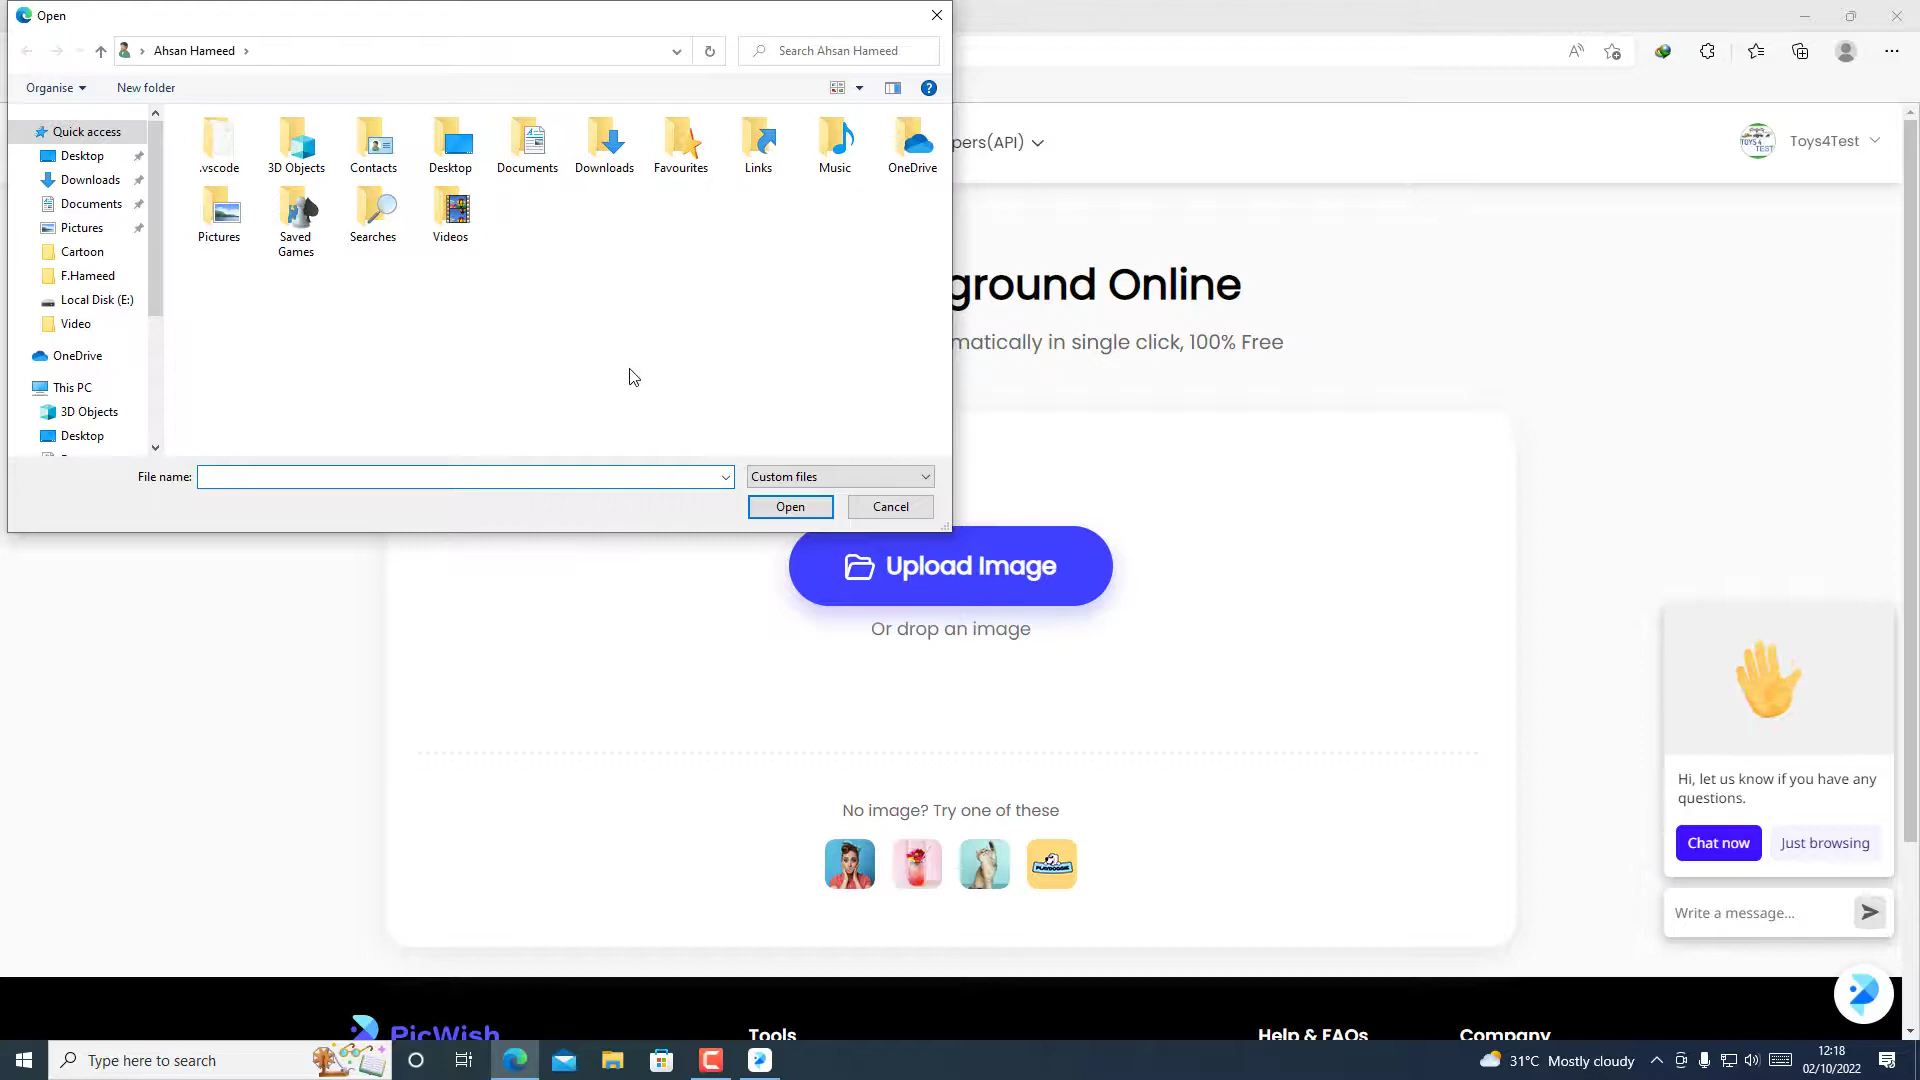 Open
Ahsan Hameed
Search Ahsan Hameed
Organise
New folder
Quick access
Desktop
Downloads
Documents
Pictures
Cartoon
F.Hameed
Local Disk (E:)
Video
OneDrive
This PC
3D Objects
Desktop
.vscode
3D Objects
Contacts
Desktop
Documents
Downloads
Favourites
Links
Music
OneDrive
Pictures
Saved
Games
Searches
Videos
File name:
Custom files
Open
Cancel
pers(API)
Toys4Test
TOYS 4
TEST
ground Online
matically in single click, 100% Free
Upload Image
Or drop an image
No image? Try one of these
PLAYDOGGIE
Hi, let us know if you have any
questions.
Chat now
Just browsing
Write a message...
PicWish
Tools
Help & FAQs
Company
Type here to search
31°C Mostly cloudy
12:18
02/10/2022